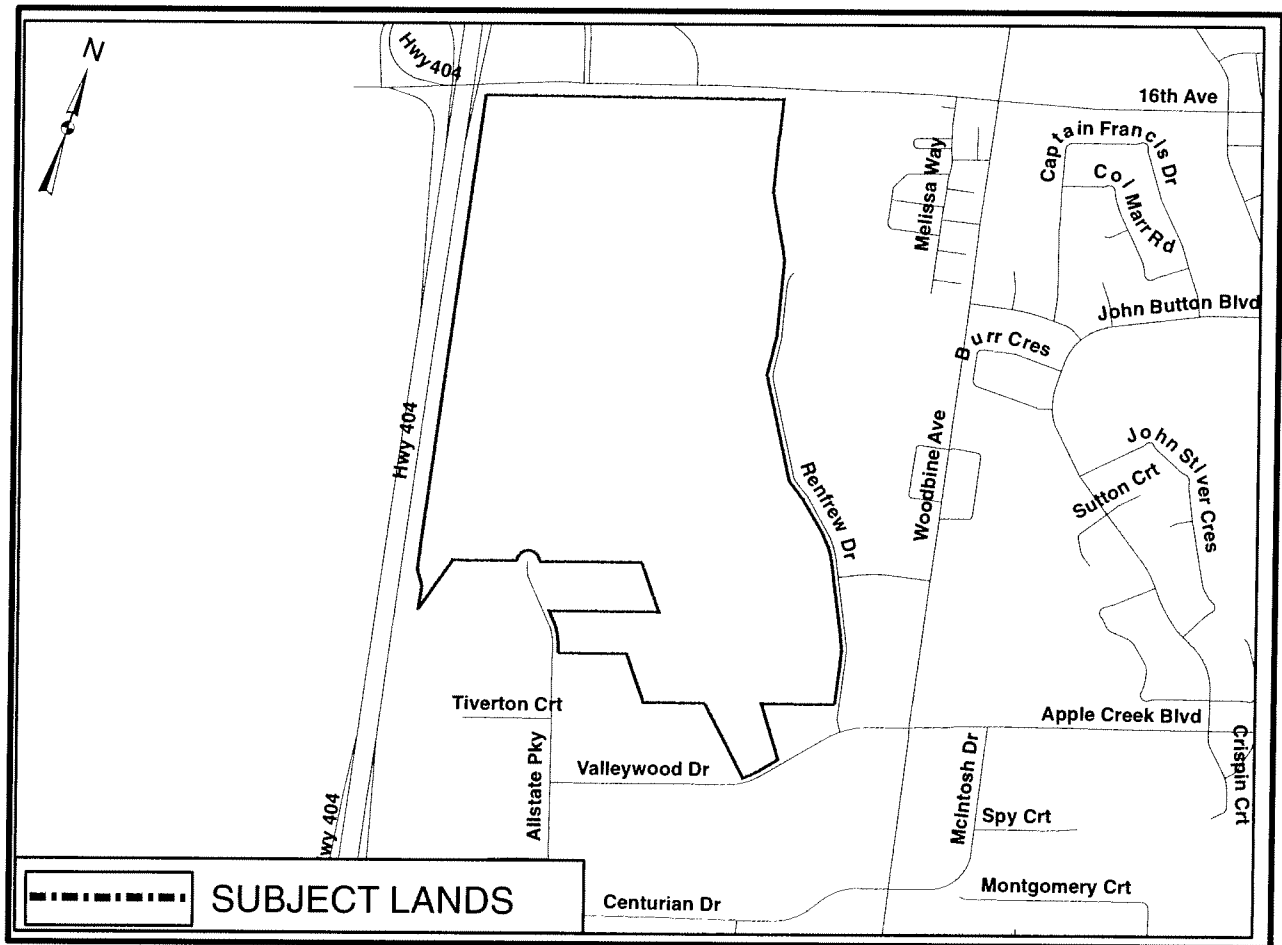 N
Hwy 404
16th Ave
Captain Francis Dr
Col Marr Rd
Melissa Way
John Button Blvd
Burr Cres
Hwy 404
Woodbine Ave
John Stiver Cres
Sutton Crt
Renfrew Dr
Tiverton Crt
Apple Creek Blvd
Allstate Pky
Valleywood Dr
McIntosh Dr
Crispin Crt
wy 404
Spy Crt
SUBJECT LANDS
Centurian Dr
Montgomery Crt